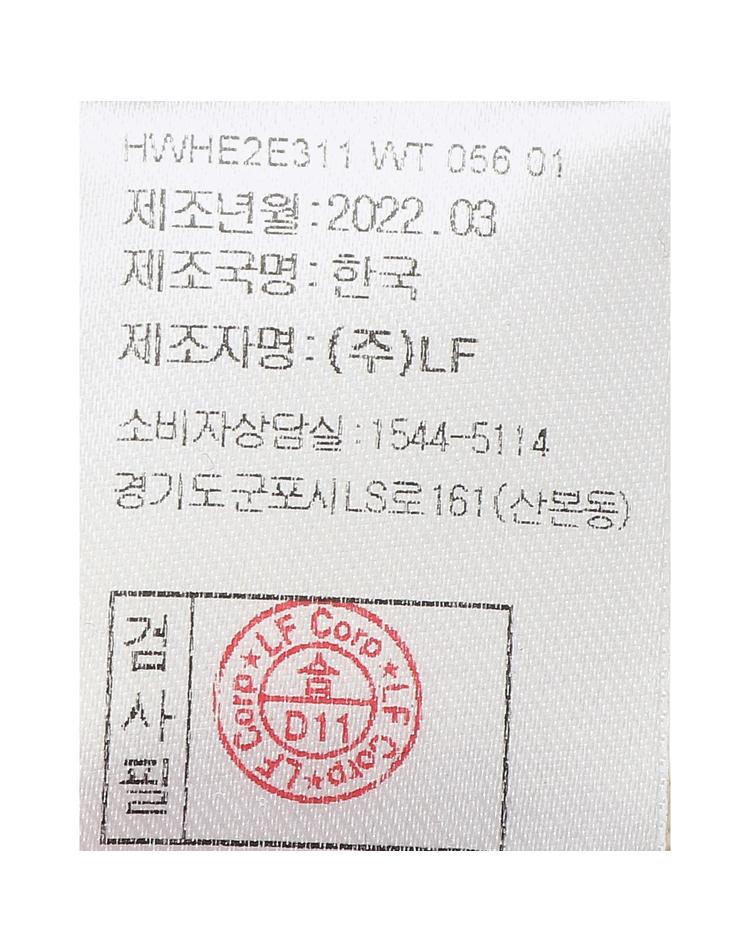 HWHE2E311 WT 056 01
제조년월:2022.03
제조국명:한국
제조자명:(주)LF
소비자상담실:1544-5114
경기도군포시LS로161(산본동)
검사필
LF Corp★LF Corp★LF Corp★
合
D11